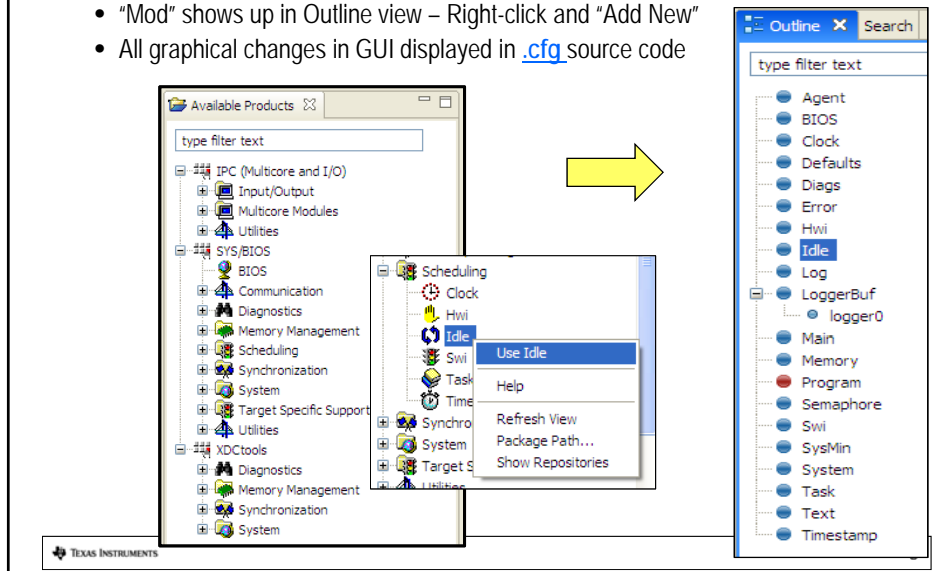 • "Mod" shows up in Outline view – Right-click and "Add New"
• All graphical changes in GUI displayed in .cfg source code
Available Products
type filter text
IPC (Multicore and I/O)
Input/Output
Multicore Modules
Utilities
SYS/BIOS
BIOS
Communication
Diagnostics
Memory Management
Scheduling
Synchronization
System
Target Specific Support
Utilities
XDCtools
Diagnostics
Memory Management
Synchronization
System
Scheduling
Clock
Hwi
Idle
Swi
Task
Time
Synchro
System
Target S
Utilities
Use Idle
Help
Refresh View
Package Path...
Show Repositories
Outline Search
type filter text
Agent
BIOS
Clock
Defaults
Diags
Error
Hwi
Idle
Log
LoggerBuf
logger0
Main
Memory
Program
Semaphore
Swi
SysMin
System
Task
Text
Timestamp
TEXAS INSTRUMENTS